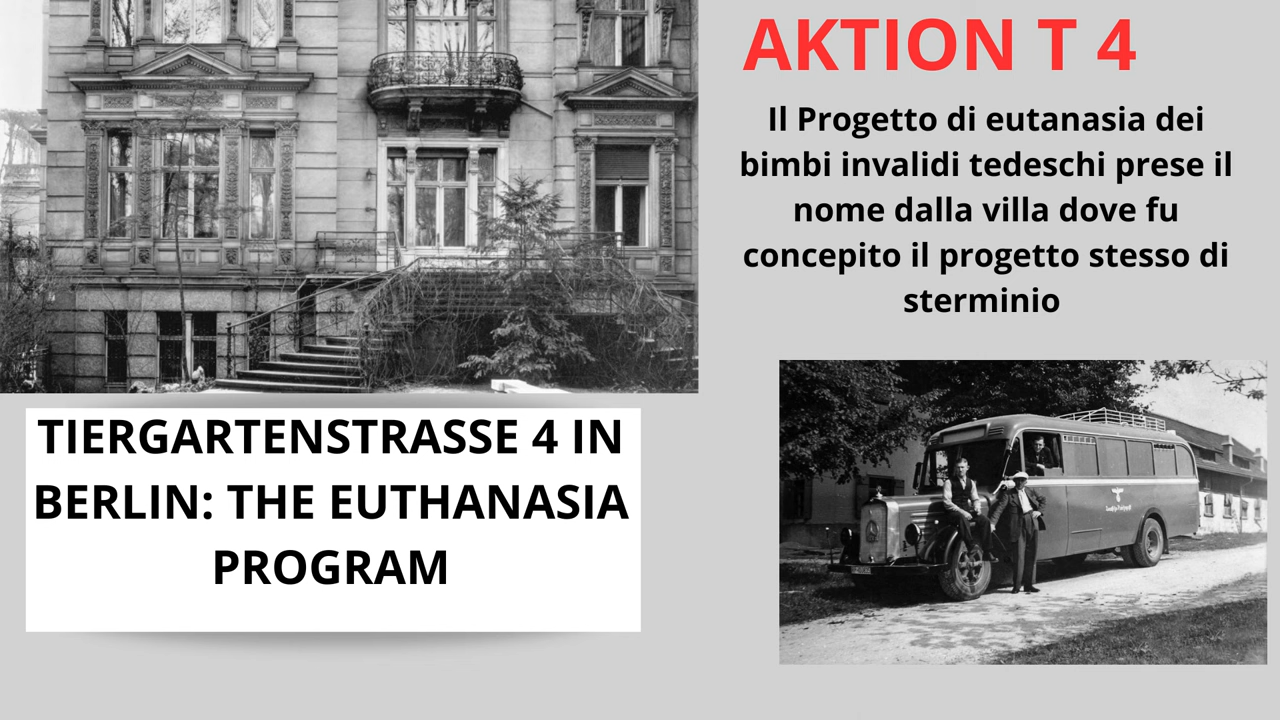 AKTION T 4
Il Progetto di eutanasia dei
bimbi invalidi tedeschi prese il
nome dalla villa dove fu
concepito il progetto stesso di
sterminio
TIERGARTENSTRASSE 4 IN
BERLIN: THE EUTHANASIA
PROGRAM